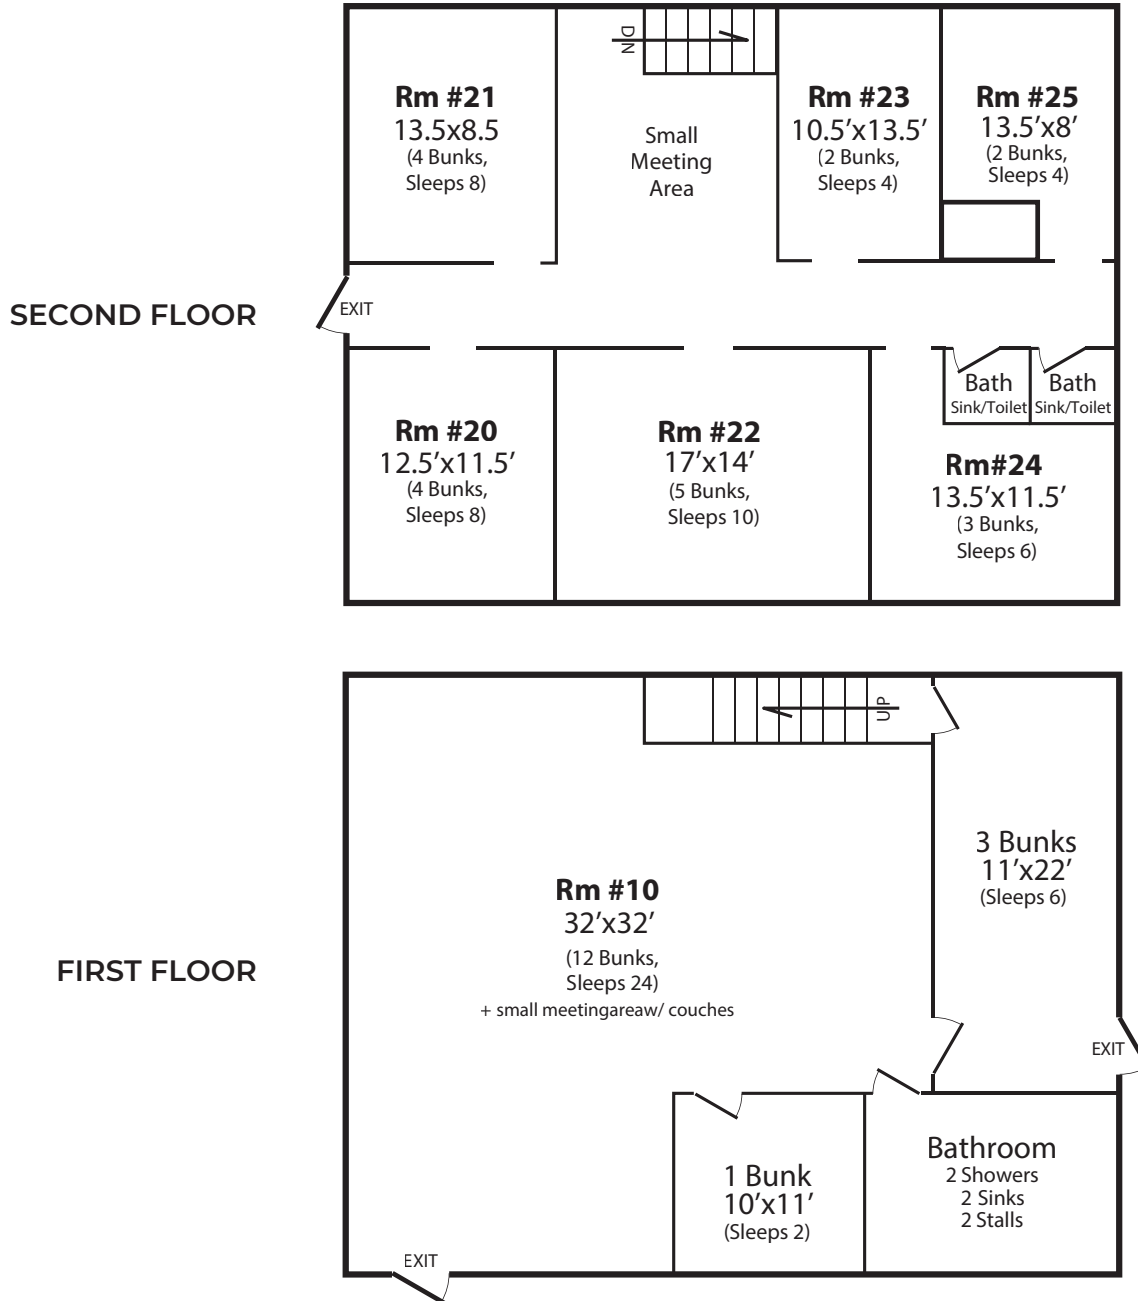 SECOND FLOOR
Rm #21
13.5x8.5
(4 Bunks,
Sleeps 8)
DN
Small
Meeting
Area
Rm #23
10.5’x13.5’
(2 Bunks,
Sleeps 4)
Rm #25
13.5’x8’
(2 Bunks,
Sleeps 4)
EXIT
Rm #20
12.5’x11.5’
(4 Bunks,
Sleeps 8)
Rm #22
17’x14’
(5 Bunks,
Sleeps 10)
Bath
Sink/Toilet
Bath
Sink/Toilet
Rm#24
13.5’x11.5’
(3 Bunks,
Sleeps 6)
FIRST FLOOR
UP
Rm #10
32’x32’
(12 Bunks,
Sleeps 24)
+ small meetingareaw/ couches
3 Bunks
11’x22’
(Sleeps 6)
EXIT
1 Bunk
10’x11’
(Sleeps 2)
Bathroom
2 Showers
2 Sinks
2 Stalls
EXIT